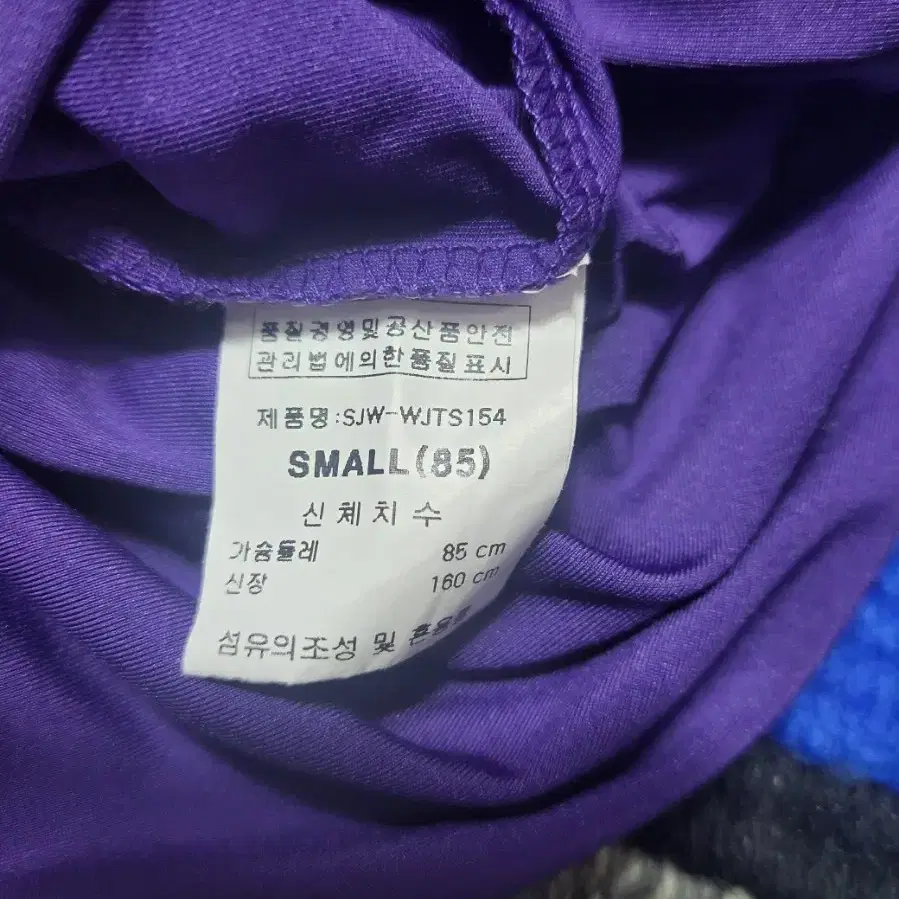 품질경영및공산품안전
관리법에의한품질표시
제품명:SJW-WJTS154
SMALL(85)
신체치수
가슴둘레 85 cm
신장 160 cm
섬유의조성 및